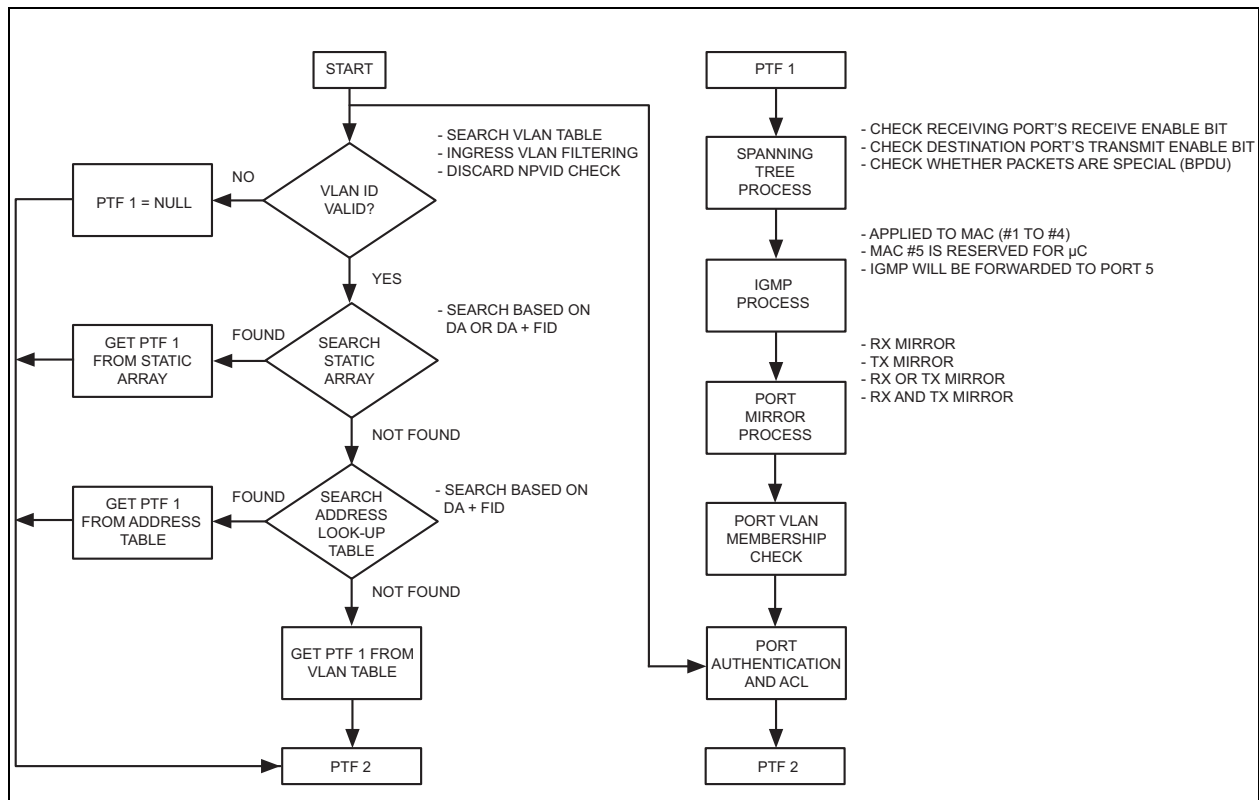 START
- SEARCH VLAN TABLE
- INGRESS VLAN FILTERING
- DISCARD NPVID CHECK
VLAN ID
VALID?
NO
PTF 1 = NULL
YES
- SEARCH BASED ON
DA OR DA + FID
SEARCH
STATIC
ARRAY
FOUND
GET PTF 1
FROM STATIC
ARRAY
NOT FOUND
SEARCH
ADDRESS
LOOK-UP
TABLE
- SEARCH BASED ON
DA + FID
FOUND
GET PTF 1
FROM ADDRESS
TABLE
NOT FOUND
GET PTF 1 FROM
VLAN TABLE
PTF 2
PTF 1
SPANNING
TREE
PROCESS
- CHECK RECEIVING PORT'S RECEIVE ENABLE BIT
- CHECK DESTINATION PORT'S TRANSMIT ENABLE BIT
- CHECK WHETHER PACKETS ARE SPECIAL (BPDU)
IGMP
PROCESS
- APPLIED TO MAC (#1 TO #4)
- MAC #5 IS RESERVED FOR µC
- IGMP WILL BE FORWARDED TO PORT 5
PORT
MIRROR
PROCESS
- RX MIRROR
- TX MIRROR
- RX OR TX MIRROR
- RX AND TX MIRROR
PORT VLAN
MEMBERSHIP
CHECK
PORT
AUTHENTICATION
AND ACL
PTF 2